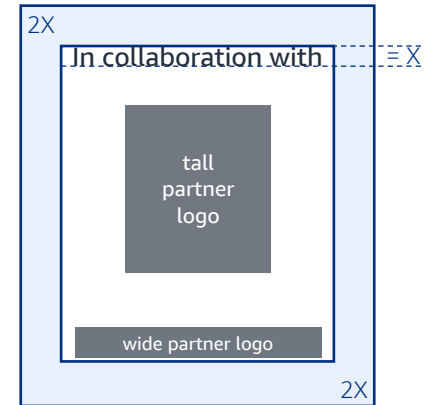 2X
In collaboration with
= X
tall
partner
logo
wide partner logo
2X